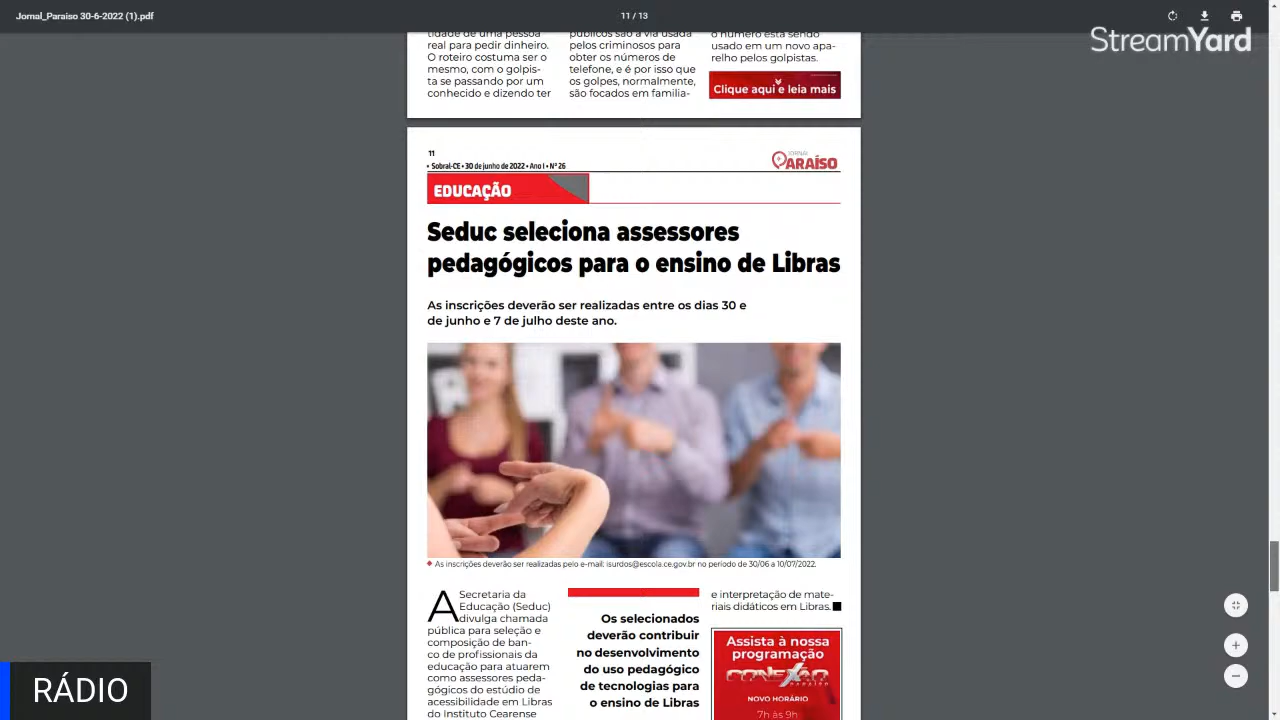 Jornal_Paraiso 30-6-2022 (1).pdf
11 / 13
StreamYard
tidade de uma pessoa
real para pedir dinheiro.
O roteiro costuma ser o
mesmo, com o golpis-
ta se passando por um
conhecido e dizendo ter
públicos são a via usada
pelos criminosos para
obter os números de
telefone, e é por isso que
os golpes, normalmente,
são focados em familia-
o número está sendo
usado em um novo apa-
relho pelos golpistas.
Clique aqui e leia mais
11
• Sobral-CE • 30 de junho de 2022 • Ano I • Nº 26
JORNAL
PARAÍSO
EDUCAÇÃO
Seduc seleciona assessores
pedagógicos para o ensino de Libras
As inscrições deverão ser realizadas entre os dias 30 e
de junho e 7 de julho deste ano.
As inscrições deverão ser realizadas pelo e-mail: isurdos@escola.ce.gov.br no período de 30/06 a 10/07/2022.
A Secretaria da
Educação (Seduc)
divulga chamada
pública para seleção e
composição de ban-
co de profissionais da
educação para atuarem
como assessores peda-
gógicos do estúdio de
acessibilidade em Libras
do Instituto Cearense
Os selecionados
deverão contribuir
no desenvolvimento
do uso pedagógico
de tecnologias para
o ensino de Libras
e interpretação de mate-
riais didáticos em Libras.
Assista à nossa
programação
CONEXÃO
NOVO HORÁRIO
7h às 9h
RÁDIO